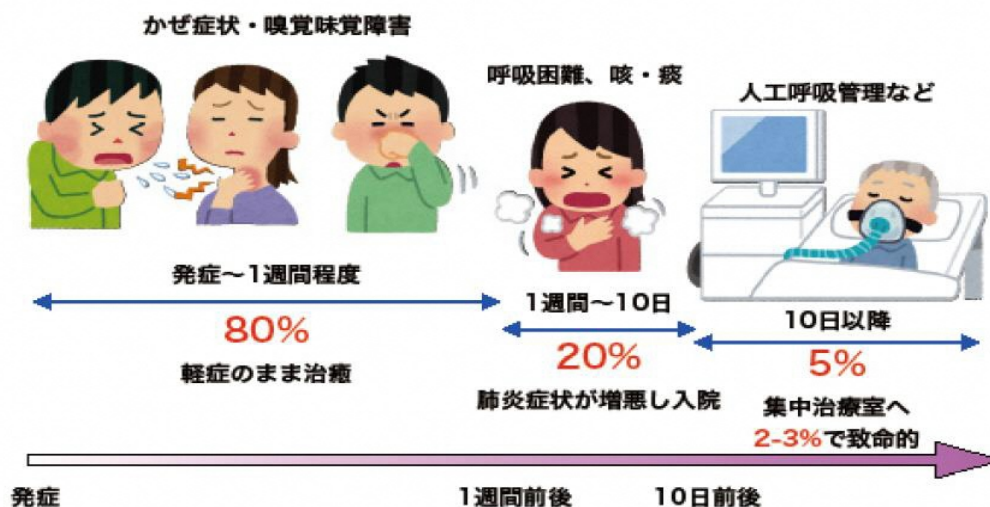 かぜ症状・嗅覚味覚障害
呼吸困難、咳・痰
人工呼吸管理など
発症～1週間程度
80%
軽症のまま治癒
1週間～10日
20%
肺炎症状が増悪し入院
10日以降
5%
集中治療室へ
2-3%で致命的
発症
1週間前後
10日前後